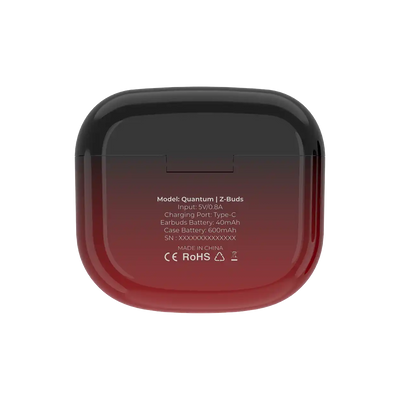 Model: Quantum | Z-Buds
Input: 5V/0.8A
Charging Port: Type-C
Earbuds Battery: 40mAh
Case Battery: 600mAh
SN : XXXXXXXXXXXXXX
MADE IN CHINA
CE RoHS